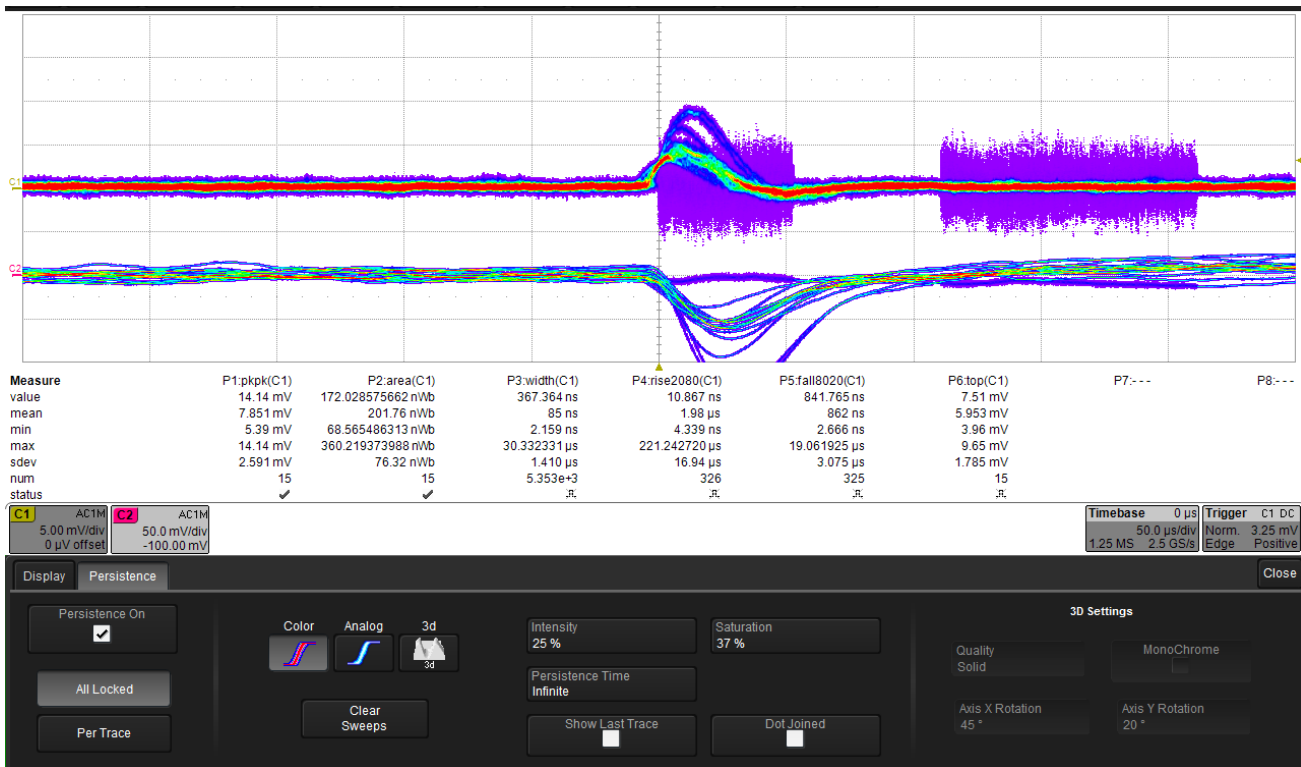 C1
C2
Measure P1:pkpk(C1) P2:area(C1) P3:width(C1) P4:rise2080(C1) P5:fall8020(C1) P6:top(C1) P7:- - - P8:- - -
value 14.14 mV 172.028575662 nWb 367.364 ns 10.867 ns 841.765 ns 7.51 mV
mean 7.851 mV 201.76 nWb 85 ns 1.98 µs 862 ns 5.953 mV
min 5.39 mV 68.565486313 nWb 2.159 ns 4.339 ns 2.666 ns 3.96 mV
max 14.14 mV 360.219373988 nWb 30.332331 µs 221.242720 µs 19.061925 µs 9.65 mV
sdev 2.591 mV 76.32 nWb 1.410 µs 16.94 µs 3.075 µs 1.785 mV
num 15 15 5.353e+3 326 325 15
status
C1 AC1M C2 AC1M Timebase 0 µs Trigger C1 DC
5.00 mV/div 50.0 mV/div 50.0 µs/div Norm. 3.25 mV
0 µV offset -100.00 mV 1.25 MS 2.5 GS/s Edge Positive
Display Persistence Close
Persistence On
All Locked
Per Trace
Color Analog 3d
3d
Clear
Sweeps
Intensity
25 %
Saturation
37 %
Persistence Time
Infinite
Show Last Trace
Dot Joined
3D Settings
Quality
Solid
MonoChrome
Axis X Rotation
45 °
Axis Y Rotation
20 °